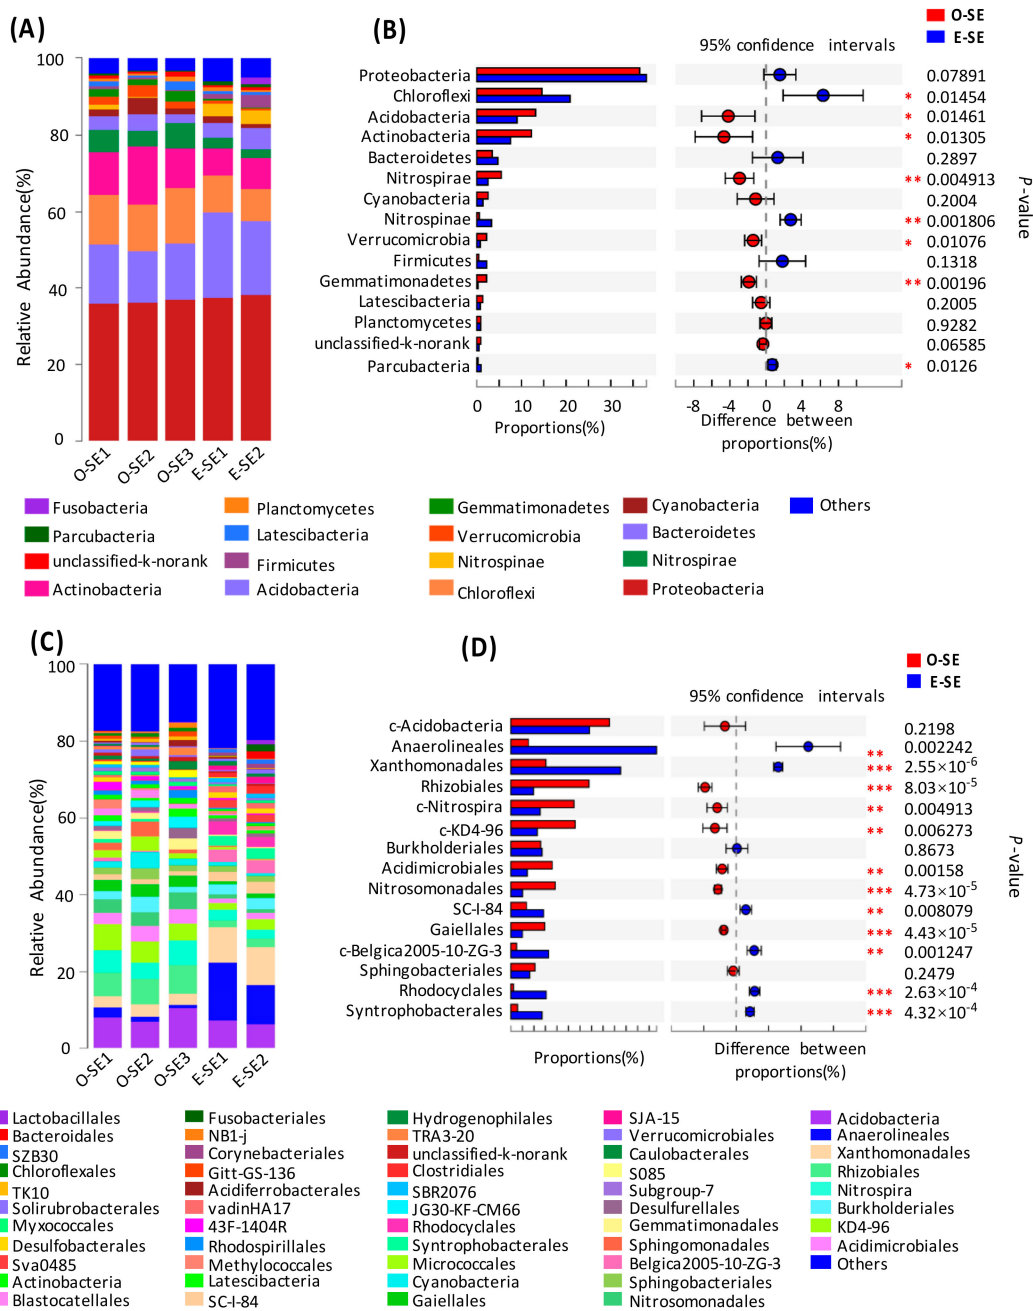 (A)
100
80
60
40
20
0
Relative Abundance(%)
O-SE1
O-SE2
O-SE3
E-SE1
E-SE2
(B)
O-SE
E-SE
95% confidence intervals
Proteobacteria 0.07891
Chloroflexi * 0.01454
Acidobacteria * 0.01461
Actinobacteria * 0.01305
Bacteroidetes 0.2897
Nitrospirae ** 0.004913
Cyanobacteria 0.2004
Nitrospinae ** 0.001806
Verrucomicrobia * 0.01076
Firmicutes 0.1318
Gemmatimonadetes ** 0.00196
Latescibacteria 0.2005
Planctomycetes 0.9282
unclassified-k-norank 0.06585
Parcubacteria * 0.0126
P-value
0 10 20 30
Proportions(%)
-8 -4 0 4 8
Difference between
proportions(%)
Fusobacteria
Parcubacteria
unclassified-k-norank
Actinobacteria
Planctomycetes
Latescibacteria
Firmicutes
Acidobacteria
Gemmatimonadetes
Verrucomicrobia
Nitrospinae
Chloroflexi
Cyanobacteria
Bacteroidetes
Nitrospirae
Proteobacteria
Others
(C)
100
80
60
40
20
0
Relative Abundance(%)
O-SE1
O-SE2
O-SE3
E-SE1
E-SE2
(D)
O-SE
E-SE
95% confidence intervals
c-Acidobacteria 0.2198
Anaerolineales ** 0.002242
Xanthomonadales *** 2.55×10-6
Rhizobiales *** 8.03×10-5
c-Nitrospira ** 0.004913
c-KD4-96 ** 0.006273
Burkholderiales 0.8673
Acidimicrobiales ** 0.00158
Nitrosomonadales *** 4.73×10-5
SC-I-84 ** 0.008079
Gaiellales *** 4.43×10-5
c-Belgica2005-10-ZG-3 ** 0.001247
Sphingobacteriales 0.2479
Rhodocyclales *** 2.63×10-4
Syntrophobacterales *** 4.32×10-4
P-value
Proportions(%)
Difference between
proportions(%)
Lactobacillales
Bacteroidales
SZB30
Chloroflexales
TK10
Solirubrobacterales
Myxococcales
Desulfobacterales
Sva0485
Actinobacteria
Blastocatellales
Fusobacteriales
NB1-j
Corynebacteriales
Gitt-GS-136
Acidiferrobacterales
vadinHA17
43F-1404R
Rhodospirillales
Methylococcales
Latescibacteria
SC-I-84
Hydrogenophilales
TRA3-20
unclassified-k-norank
Clostridiales
SBR2076
JG30-KF-CM66
Rhodocyclales
Syntrophobacterales
Micrococcales
Cyanobacteria
Gaiellales
SJA-15
Verrucomicrobiales
Caulobacterales
S085
Subgroup-7
Desulfurellales
Gemmatimonadales
Sphingomonadales
Belgica2005-10-ZG-3
Sphingobacteriales
Nitrosomonadales
Acidobacteria
Anaerolineales
Xanthomonadales
Rhizobiales
Nitrospira
Burkholderiales
KD4-96
Acidimicrobiales
Others